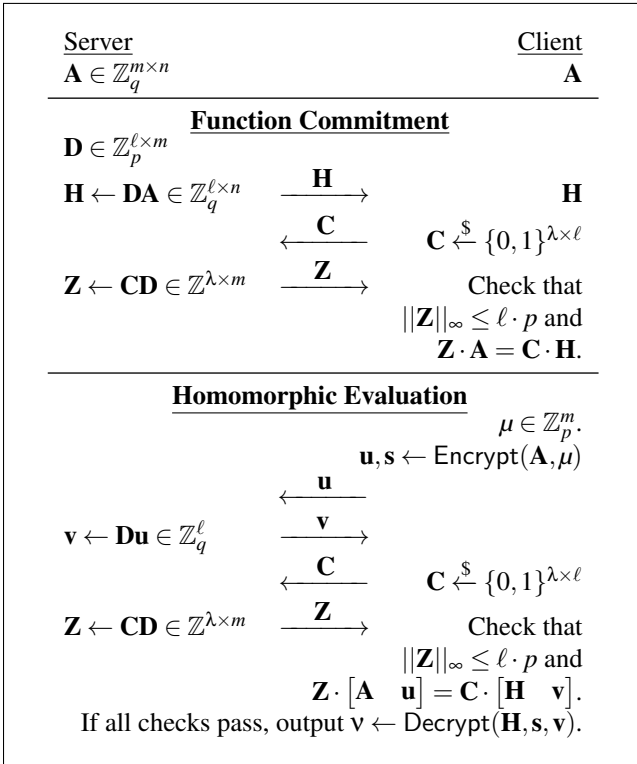 Server Client
A ∈ ℤ_q^{m×n} A
Function Commitment
D ∈ ℤ_p^{ℓ×m}
H ← DA ∈ ℤ_q^{ℓ×n} H⟶ H
C⟵ C ←$ {0,1}^{λ×ℓ}
Z ← CD ∈ ℤ^{λ×m} Z⟶ Check that
||Z||_∞ ≤ ℓ · p and
Z · A = C · H.
Homomorphic Evaluation
μ ∈ ℤ_p^m.
u, s ← Encrypt(A, μ)
u⟵
v ← Du ∈ ℤ_q^ℓ v⟶
C⟵ C ←$ {0,1}^{λ×ℓ}
Z ← CD ∈ ℤ^{λ×m} Z⟶ Check that
||Z||_∞ ≤ ℓ · p and
Z · [A u] = C · [H v].
If all checks pass, output ν ← Decrypt(H, s, v).